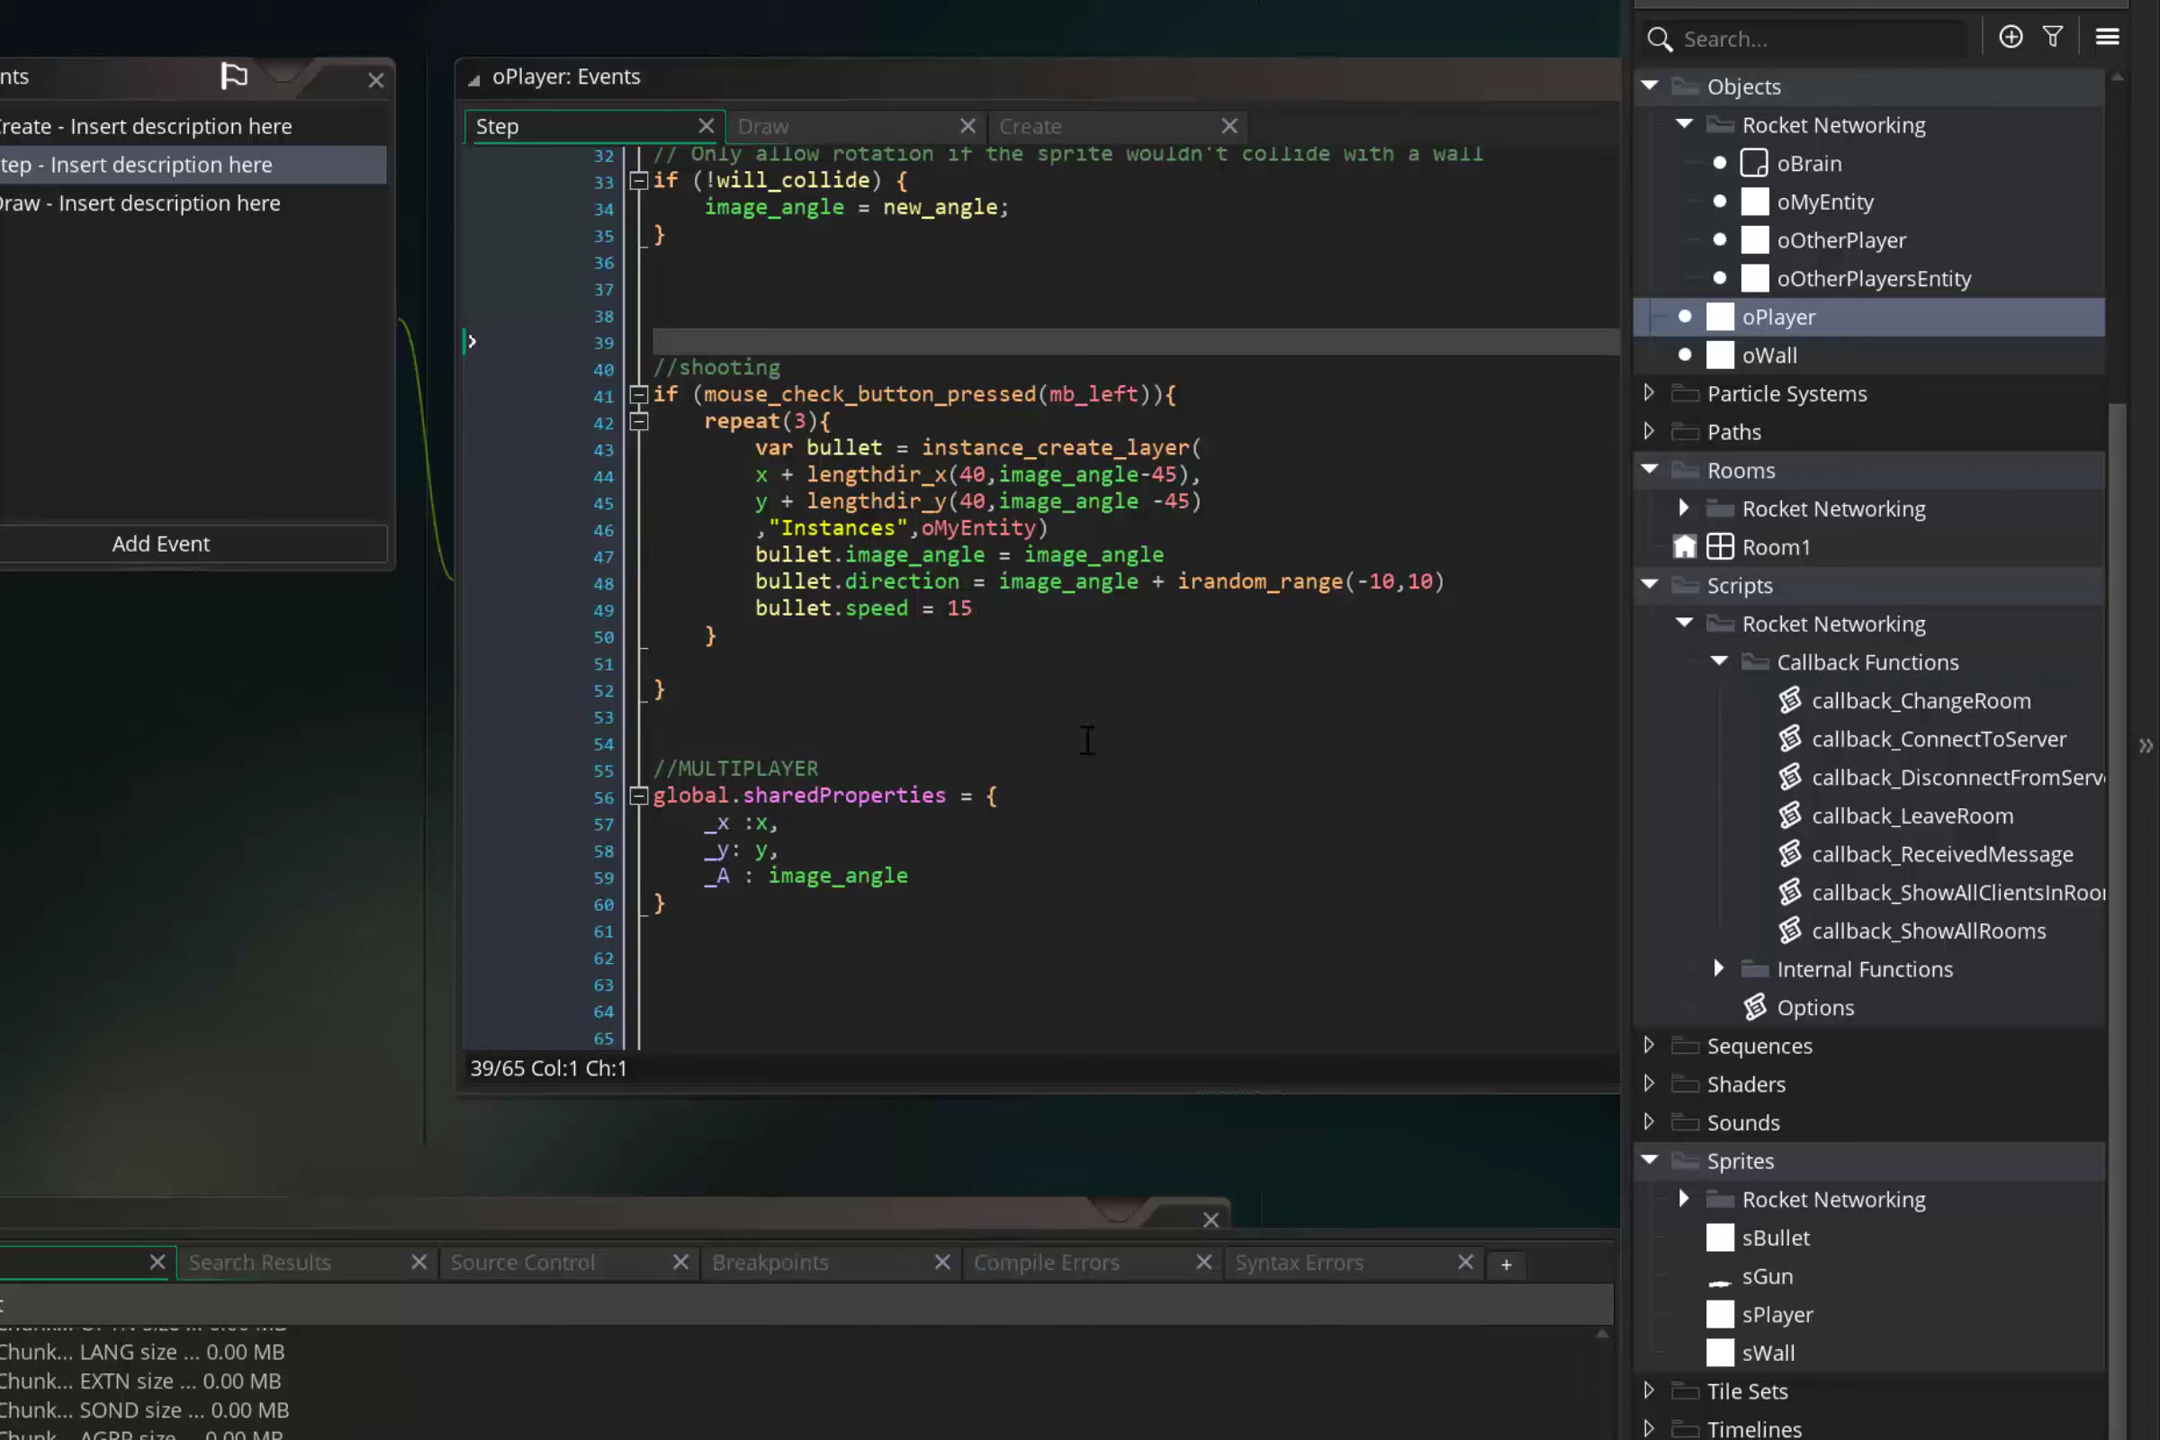 nts
reate - Insert description here
tep - Insert description here
raw - Insert description here
Add Event
oPlayer: Events
Step
Draw
Create
32 // Only allow rotation if the sprite wouldn't collide with a wall
33 if (!will_collide) {
34 image_angle = new_angle;
35 }
36
37
38
39
40 //shooting
41 if (mouse_check_button_pressed(mb_left)){
42 repeat(3){
43 var bullet = instance_create_layer(
44 x + lengthdir_x(40,image_angle-45),
45 y + lengthdir_y(40,image_angle -45)
46 ,"Instances",oMyEntity)
47 bullet.image_angle = image_angle
48 bullet.direction = image_angle + irandom_range(-10,10)
49 bullet.speed = 15
50 }
51
52 }
53
54
55 //MULTIPLAYER
56 global.sharedProperties = {
57 _x :x,
58 _y: y,
59 _A : image_angle
60 }
61
62
63
64
65
39/65 Col:1 Ch:1
Search Results
Source Control
Breakpoints
Compile Errors
Syntax Errors
+
Chunk... LANG size ... 0.00 MB
Chunk... EXTN size ... 0.00 MB
Chunk... SOND size ... 0.00 MB
Search...
Objects
Rocket Networking
oBrain
oMyEntity
oOtherPlayer
oOtherPlayersEntity
oPlayer
oWall
Particle Systems
Paths
Rooms
Rocket Networking
Room1
Scripts
Rocket Networking
Callback Functions
callback_ChangeRoom
callback_ConnectToServer
callback_DisconnectFromServ
callback_LeaveRoom
callback_ReceivedMessage
callback_ShowAllClientsInRoo
callback_ShowAllRooms
Internal Functions
Options
Sequences
Shaders
Sounds
Sprites
Rocket Networking
sBullet
sGun
sPlayer
sWall
Tile Sets
Timelines